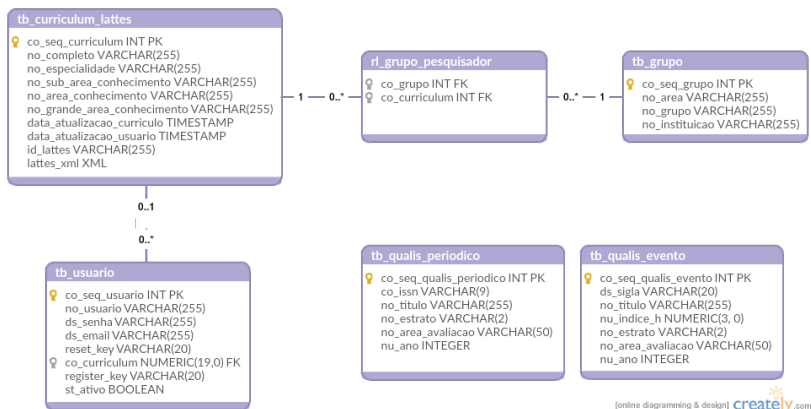 tb_curriculum_lattes
co_seq_curriculum INT PK
no_completo VARCHAR(255)
no_especialidade VARCHAR(255)
no_sub_area_conhecimento VARCHAR(255)
no_area_conhecimento VARCHAR(255)
no_grande_area_conhecimento VARCHAR(255)
data_atualizacao_curriculo TIMESTAMP
data_atualizacao_usuario TIMESTAMP
id_lattes VARCHAR(255)
lattes_xml XML
1
0..*
rl_grupo_pesquisador
co_grupo INT FK
co_curriculum INT FK
0..*
1
tb_grupo
co_seq_grupo INT PK
no_area VARCHAR(255)
no_grupo VARCHAR(255)
no_instituicao VARCHAR(255)
0..1
0..*
tb_usuario
co_seq_usuario INT PK
no_usuario VARCHAR(255)
ds_senha VARCHAR(255)
ds_email VARCHAR(255)
reset_key VARCHAR(20)
co_curriculum NUMERIC(19,0) FK
register_key VARCHAR(20)
st_ativo BOOLEAN
tb_qualis_periodico
co_seq_qualis_periodico INT PK
co_issn VARCHAR(9)
no_titulo VARCHAR(255)
no_estrato VARCHAR(2)
no_area_avaliacao VARCHAR(50)
nu_ano INTEGER
tb_qualis_evento
co_seq_qualis_evento INT PK
ds_sigla VARCHAR(20)
no_titulo VARCHAR(255)
nu_indice_h NUMERIC(3, 0)
no_estrato VARCHAR(2)
no_area_avaliacao VARCHAR(50)
nu_ano INTEGER
[online diagramming & design] creately.com